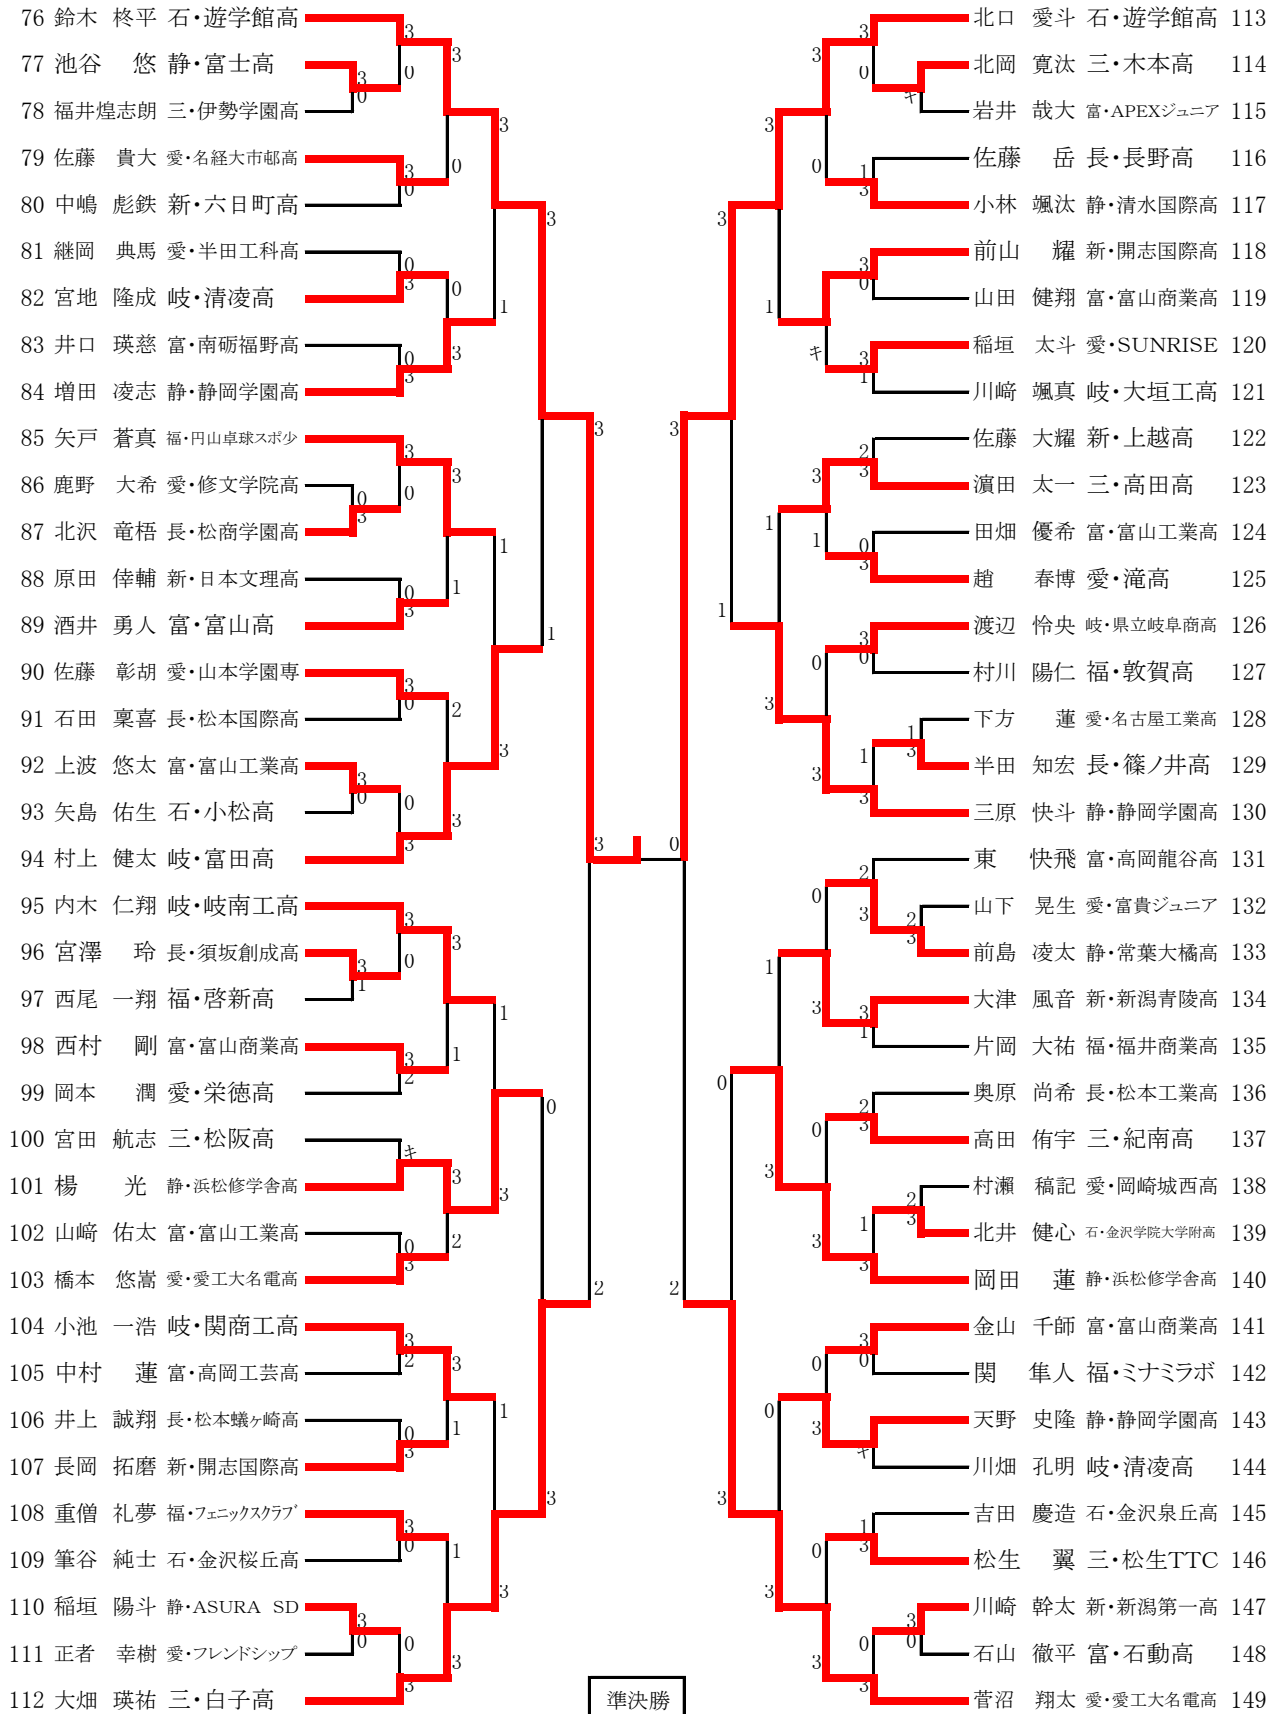 76 鈴木 柊平 石・遊学館高
77 池谷 悠 静・富士高
78 福井煌志朗 三・伊勢学園高
79 佐藤 貴大 愛・名経大市邨高
80 中嶋 彪鉄 新・六日町高
81 継岡 典馬 愛・半田工科高
82 宮地 隆成 岐・清凌高
83 井口 瑛慈 富・南砺福野高
84 増田 凌志 静・静岡学園高
85 矢戸 蒼真 福・円山卓球スポ少
86 鹿野 大希 愛・修文学院高
87 北沢 竜梧 長・松商学園高
88 原田 倖輔 新・日本文理高
89 酒井 勇人 富・富山高
90 佐藤 彰胡 愛・山本学園専
91 石田 稟喜 長・松本国際高
92 上波 悠太 富・富山工業高
93 矢島 佑生 石・小松高
94 村上 健太 岐・富田高
95 内木 仁翔 岐・岐南工高
96 宮澤 玲 長・須坂創成高
97 西尾 一翔 福・啓新高
98 西村 剛 富・富山商業高
99 岡本 潤 愛・栄徳高
100 宮田 航志 三・松阪高
101 楊 光 静・浜松修学舎高
102 山﨑 佑太 富・富山工業高
103 橋本 悠嵩 愛・愛工大名電高
104 小池 一浩 岐・関商工高
105 中村 蓮 富・高岡工芸高
106 井上 誠翔 長・松本蟻ヶ崎高
107 長岡 拓磨 新・開志国際高
108 重僧 礼夢 福・フェニックスクラブ
109 筆谷 純士 石・金沢桜丘高
110 稲垣 陽斗 静・ASURA SD
111 正者 幸樹 愛・フレンドシップ
112 大畑 瑛祐 三・白子高
北口 愛斗 石・遊学館高 113
北岡 寛汰 三・木本高 114
岩井 哉大 富・APEXジュニア 115
佐藤 岳 長・長野高 116
小林 颯汰 静・清水国際高 117
前山 耀 新・開志国際高 118
山田 健翔 富・富山商業高 119
稲垣 太斗 愛・SUNRISE 120
川﨑 颯真 岐・大垣工高 121
佐藤 大耀 新・上越高 122
濵田 太一 三・高田高 123
田畑 優希 富・富山工業高 124
趙 春博 愛・滝高 125
渡辺 怜央 岐・県立岐阜商高 126
村川 陽仁 福・敦賀高 127
下方 蓮 愛・名古屋工業高 128
半田 知宏 長・篠ノ井高 129
三原 快斗 静・静岡学園高 130
東 快飛 富・高岡龍谷高 131
山下 晃生 愛・富貴ジュニア 132
前島 凌太 静・常葉大橘高 133
大津 風音 新・新潟青陵高 134
片岡 大祐 福・福井商業高 135
奥原 尚希 長・松本工業高 136
高田 侑宇 三・紀南高 137
村瀬 稿記 愛・岡崎城西高 138
北井 健心 石・金沢学院大学附高 139
岡田 蓮 静・浜松修学舎高 140
金山 千師 富・富山商業高 141
関 隼人 福・ミナミラボ 142
天野 史隆 静・静岡学園高 143
川畑 孔明 岐・清凌高 144
吉田 慶造 石・金沢泉丘高 145
松生 翼 三・松生TTC 146
川崎 幹太 新・新潟第一高 147
石山 徹平 富・石動高 148
菅沼 翔太 愛・愛工大名電高 149
準決勝